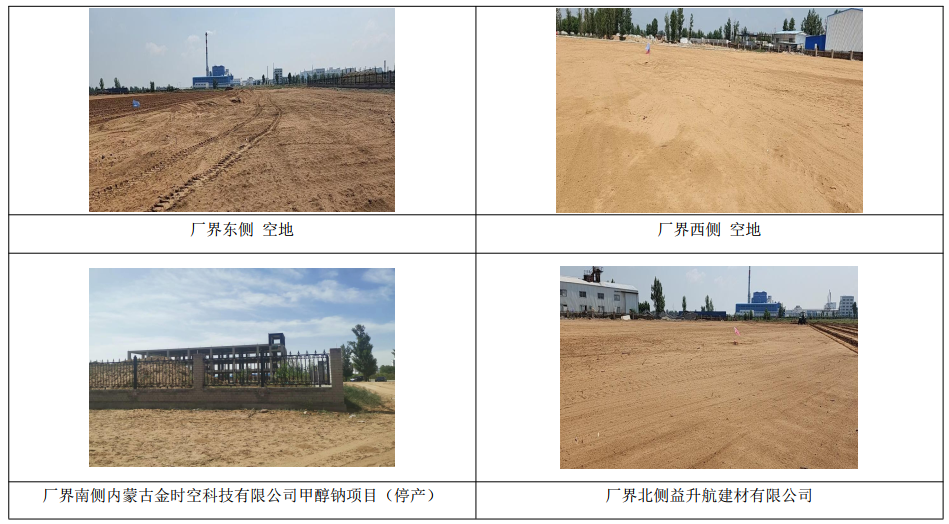 厂界东侧 空地
厂界西侧 空地
厂界南侧内蒙古金时空科技有限公司甲醇钠项目（停产）
厂界北侧益升航建材有限公司